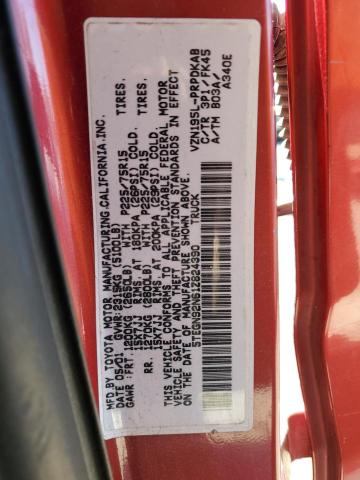 MFD. BY TOYOTA MOTOR MANUFACTURING.CALIFORNIA.INC.
DATE 05/01 GVWR:2313KG (5100LB)
GAWR: FRT.1200KG (2650LB) WITH P225/75R15 TIRES.
15X7JJ RIMS AT 180KPA (26PSI) COLD.
RR. 1270KG (2800LB) WITH P225/75R15 TIRES.
15X7JJ RIMS AT 200KPA (29PSI) COLD.
THIS VEHICLE CONFORMS TO ALL APPLICABLE FEDERAL MOTOR
VEHICLE SAFETY AND THEFT PREVENTION STANDARDS IN EFFECT
ON THE DATE OF MANUFACTURE SHOWN ABOVE.
5TEGN92N61Z824390 TRUCK
VZN195L-PRPDKAB
C/TR 3P1/FK45
A/TM B03A/
A340E